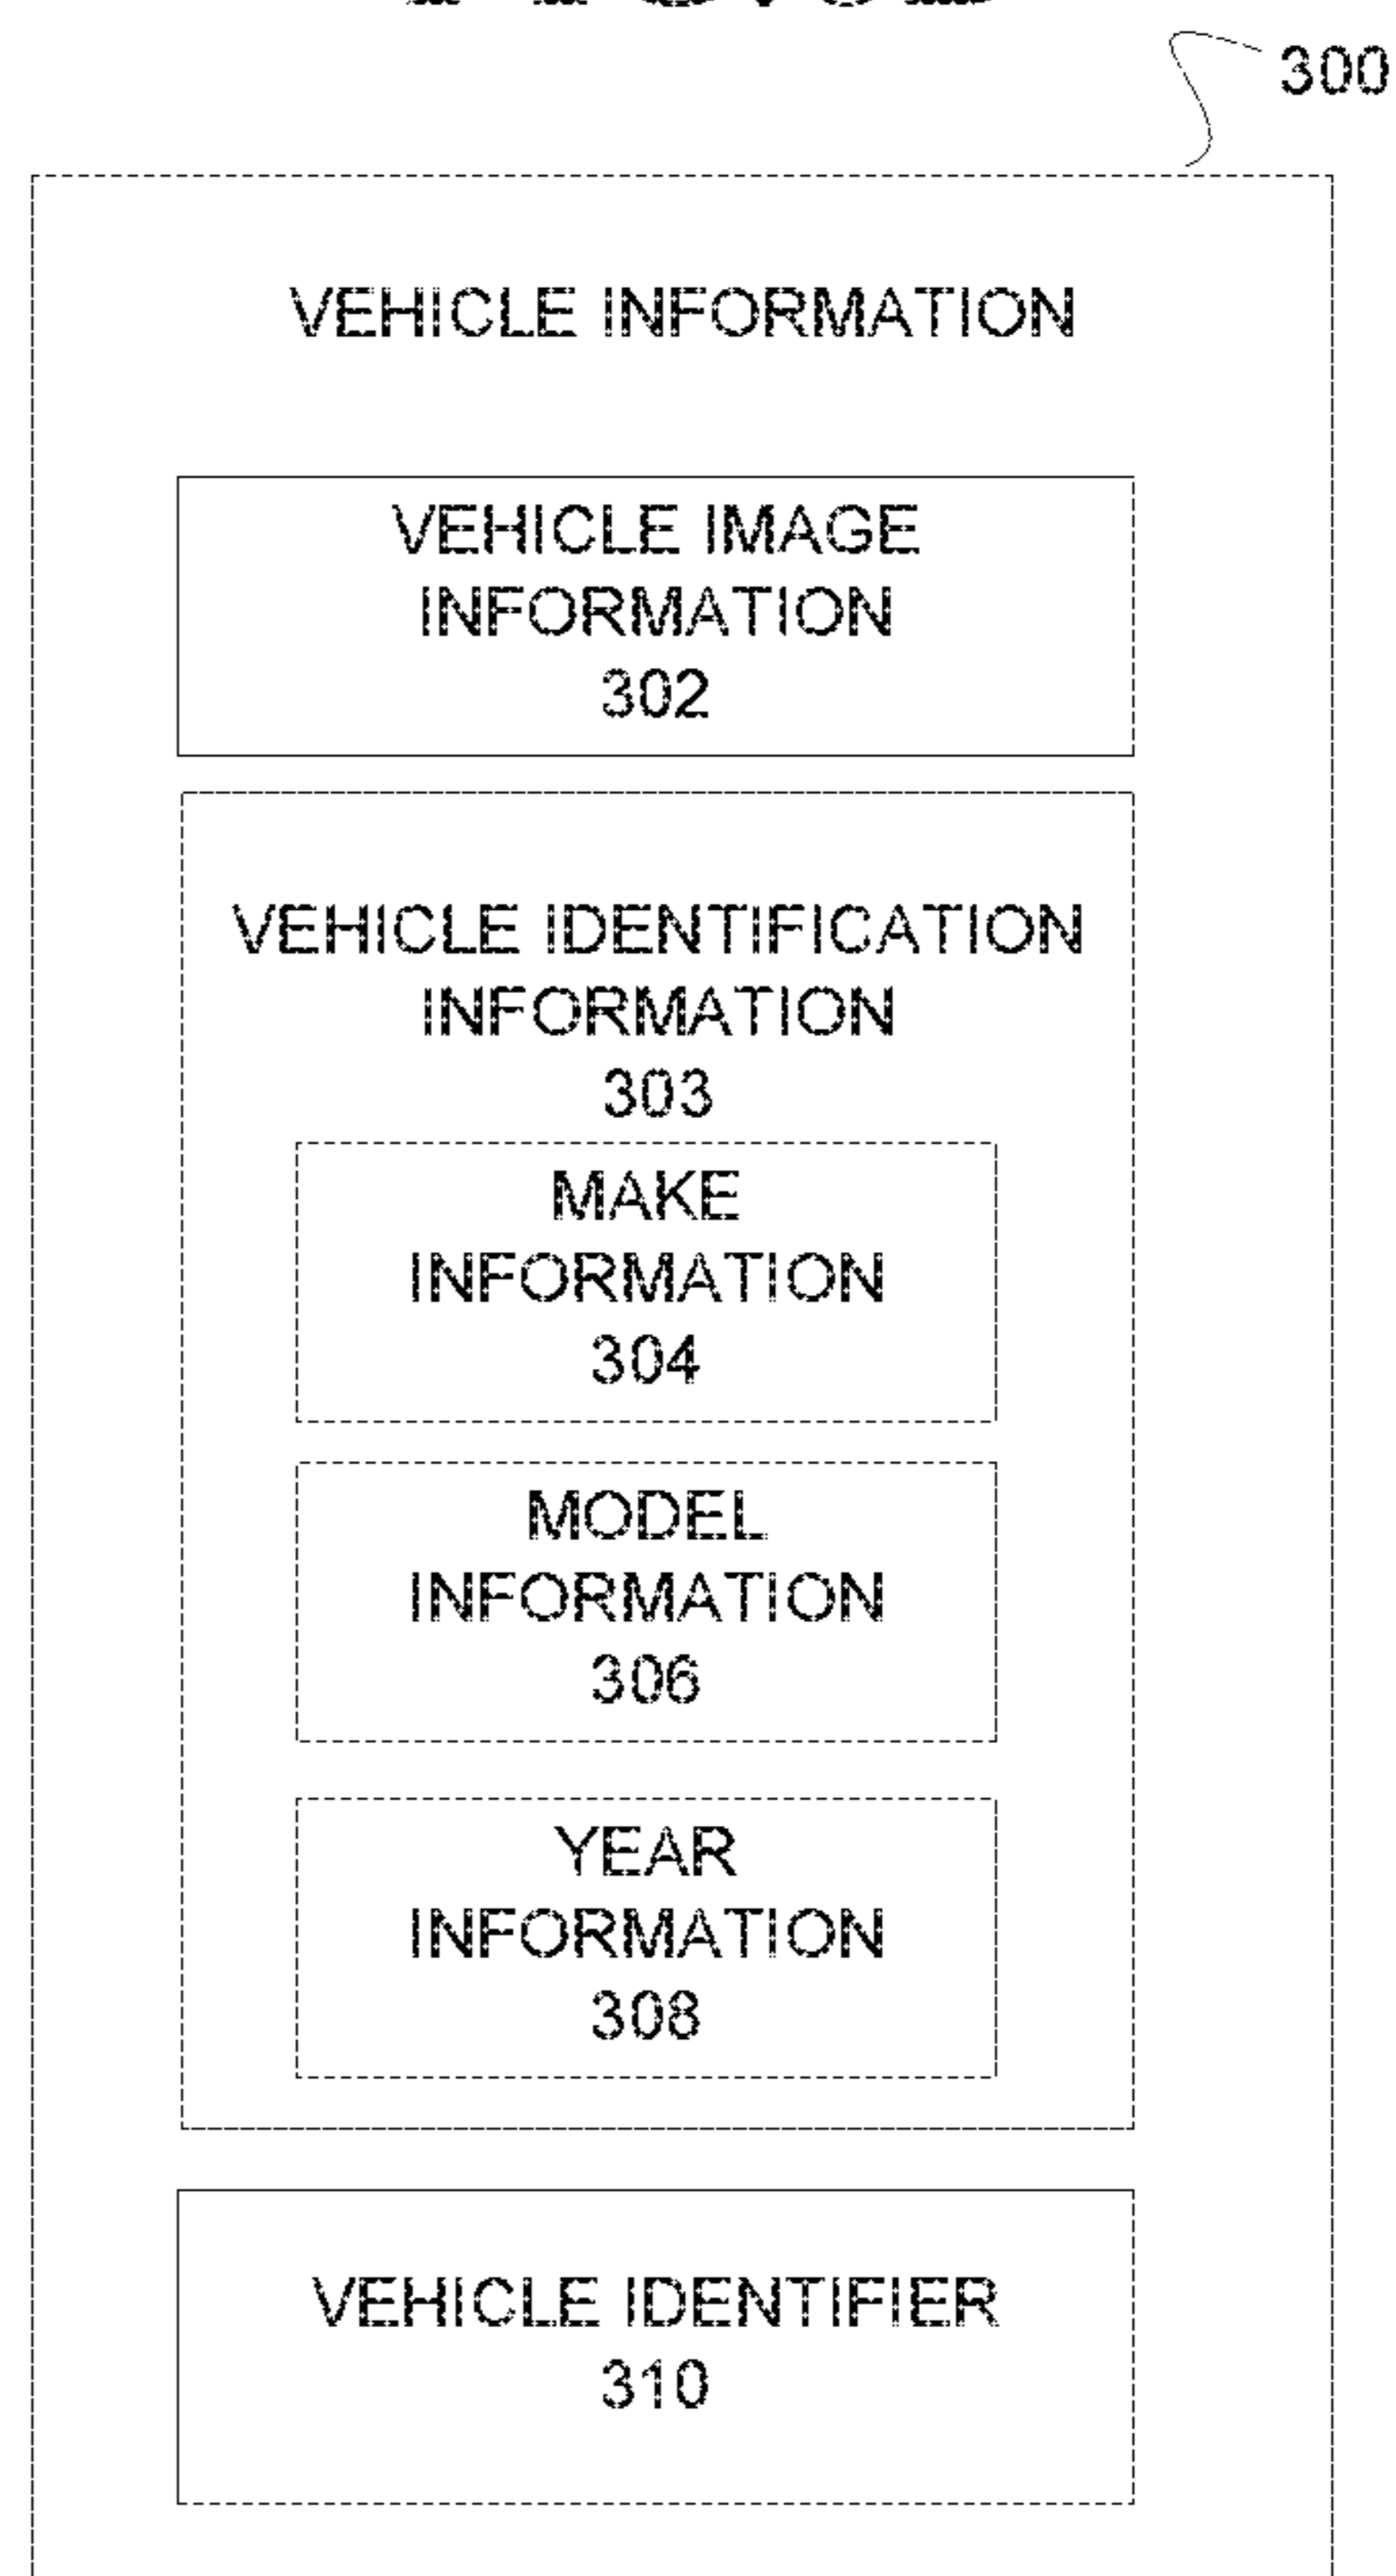 300
VEHICLE INFORMATION
VEHICLE IMAGE
INFORMATION
302
VEHICLE IDENTIFICATION
INFORMATION
303
MAKE
INFORMATION
304
MODEL
INFORMATION
306
YEAR
INFORMATION
308
VEHICLE IDENTIFIER
310